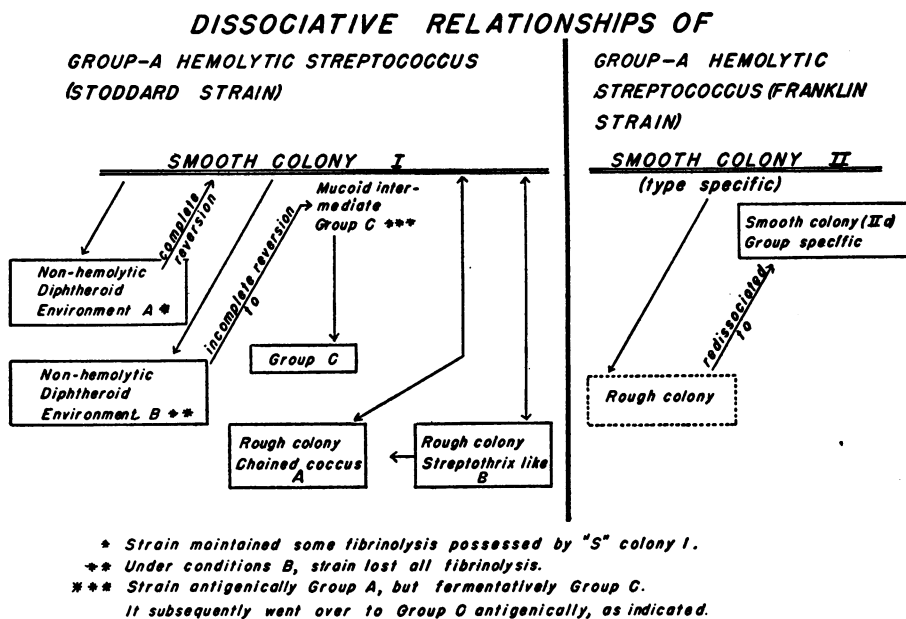 DISSOCIATIVE RELATIONSHIPS OF
GROUP-A HEMOLYTIC STREPTOCOCCUS
(STODDARD STRAIN)
SMOOTH COLONY I
complete
reversion
Mucoid inter-
mediate
Group C ***
Non-hemolytic
Diphtheroid
Environment A *
incomplete reversion
to
Group C
Non-hemolytic
Diphtheroid
Environment B **
Rough colony
Chained coccus
A
Rough colony
Streptothrix like
B
GROUP-A HEMOLYTIC
STREPTOCOCCUS (FRANKLIN
STRAIN)
SMOOTH COLONY II
(type specific)
Smooth colony (IIa)
Group specific
redissociated
to
Rough colony
* Strain maintained some fibrinolysis possessed by "S" colony I.
** Under conditions B, strain lost all fibrinolysis.
*** Strain antigenically Group A, but fermentatively Group C.
It subsequently went over to Group C antigenically, as indicated.